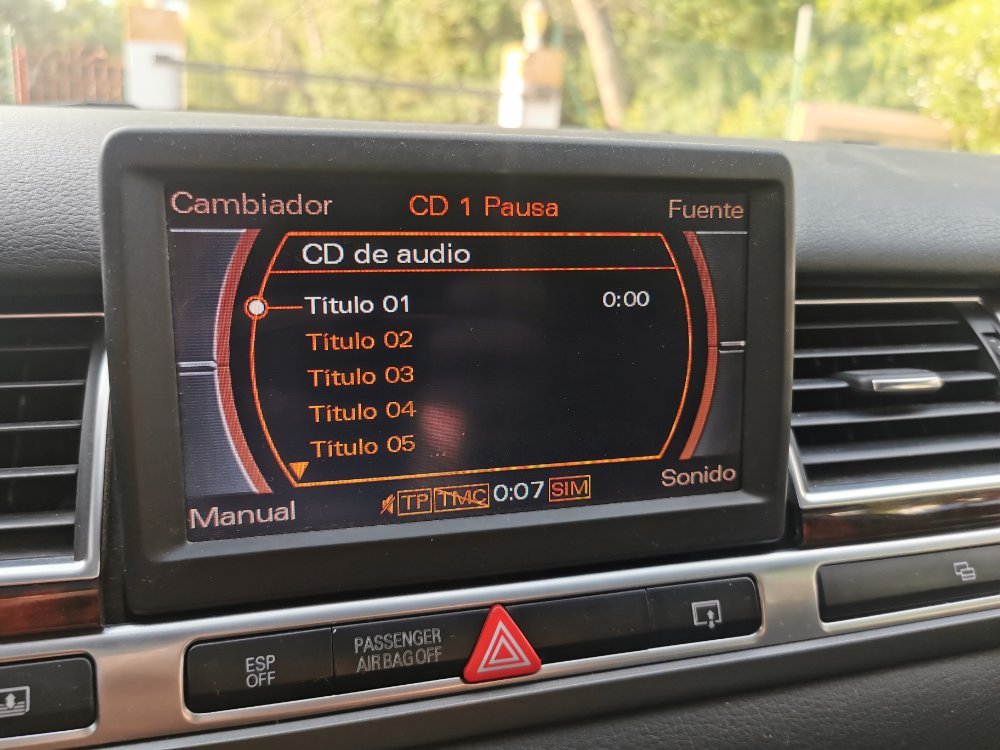 Cambiador CD 1 Pausa Fuente
CD de audio
Título 01 0:00
Título 02
Título 03
Título 04
Título 05
TP TMC 0:07 SIM
Manual Sonido
ESP
OFF
PASSENGER
AIRBAG OFF